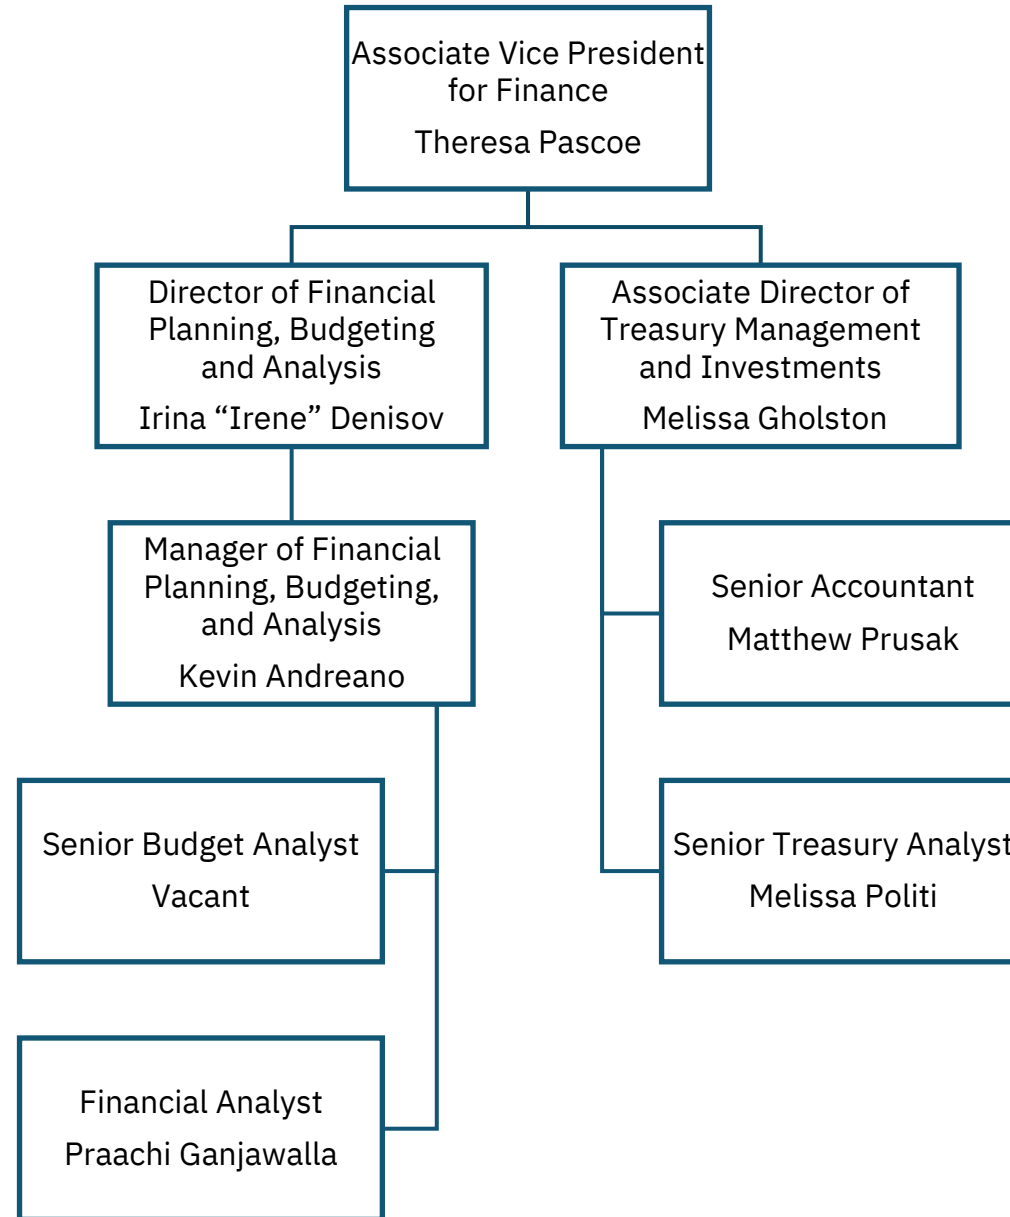 Associate Vice President
for Finance
Theresa Pascoe
Director of Financial
Planning, Budgeting
and Analysis
Irina “Irene” Denisov
Associate Director of
Treasury Management
and Investments
Melissa Gholston
Manager of Financial
Planning, Budgeting,
and Analysis
Kevin Andreano
Senior Accountant
Matthew Prusak
Senior Budget Analyst
Vacant
Senior Treasury Analyst
Melissa Politi
Financial Analyst
Praachi Ganjawalla